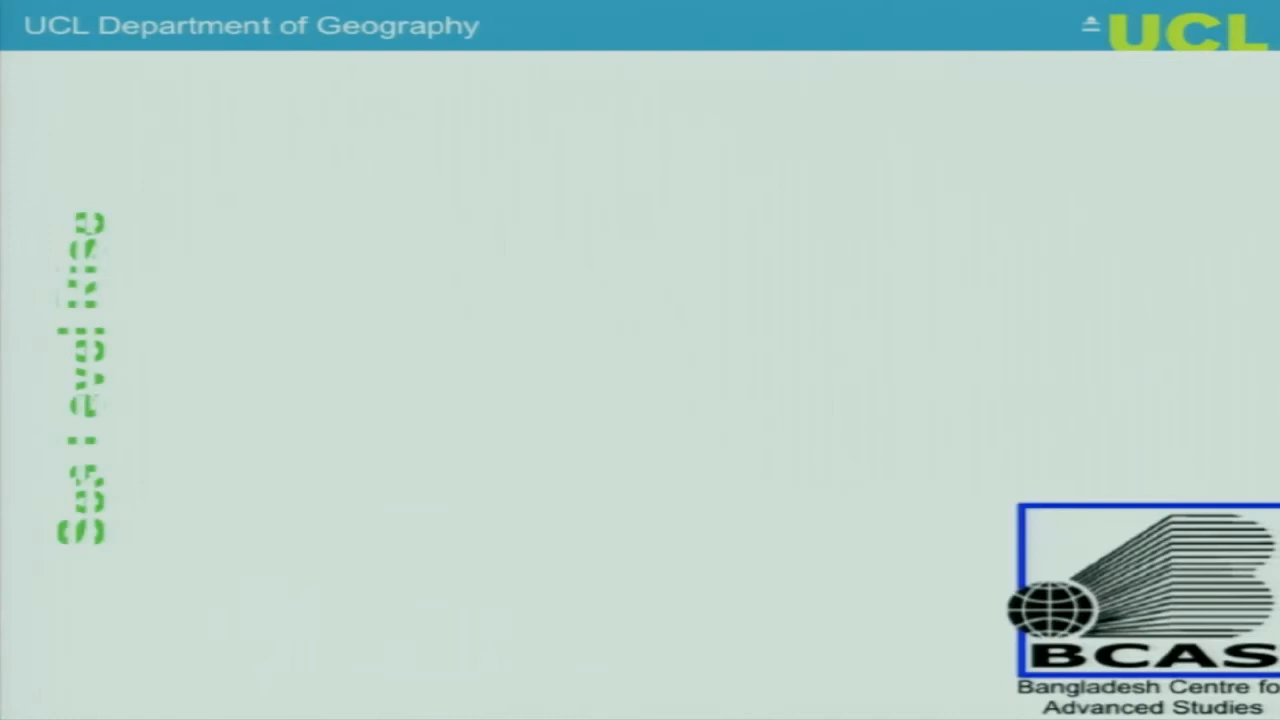 UCL Department of Geography
UCL
Sea Level Rise
BCAS
Bangladesh Centre fo
Advanced Studies